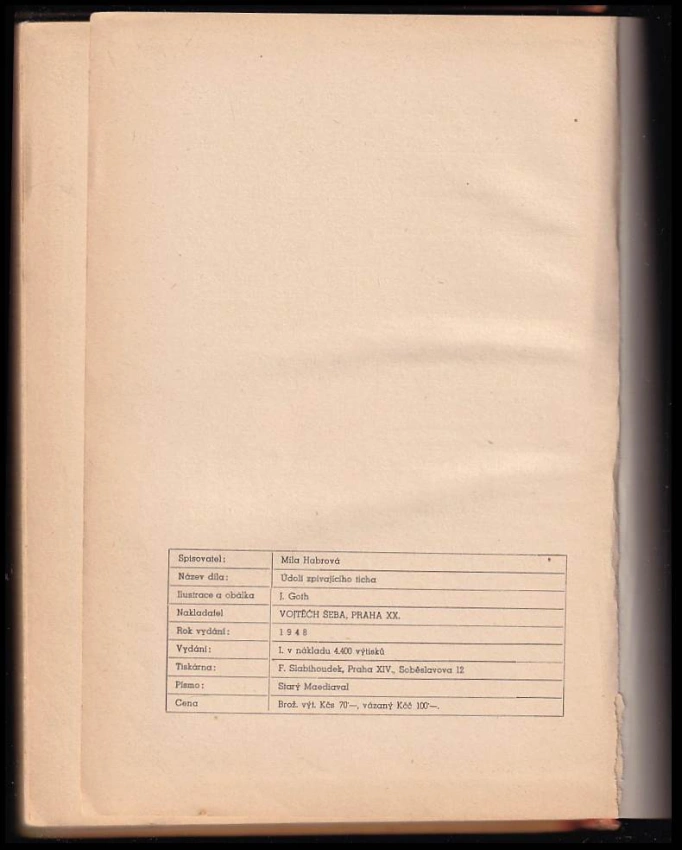 Spisovatel: Míla Habrová
Název díla: Údolí zpívajícího ticha
Ilustrace a obálka J. Goth
Nakladatel VOJTĚCH ŠEBA, PRAHA XX.
Rok vydání: 1948
Vydání: I. v nákladu 4.400 výtisků
Tiskárna: F. Slabihoudek, Praha XIV., Soběslavova 12
Písmo: Starý Maediaval
Cena Brož. výt. Kčs 70·—, vázaný Kčč 100·—.